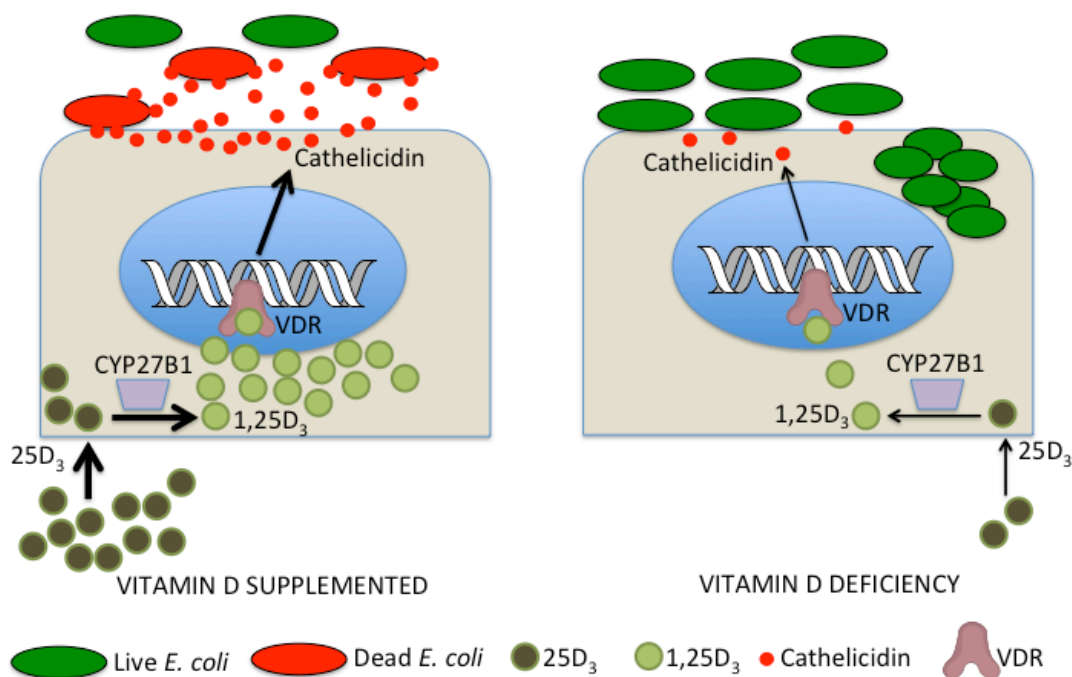 Cathelicidin
VDR
CYP27B1
1,25D₃
25D₃
VITAMIN D SUPPLEMENTED
Cathelicidin
VDR
CYP27B1
1,25D₃
25D₃
VITAMIN D DEFICIENCY
Live E. coli
Dead E. coli
25D₃
1,25D₃
Cathelicidin
VDR